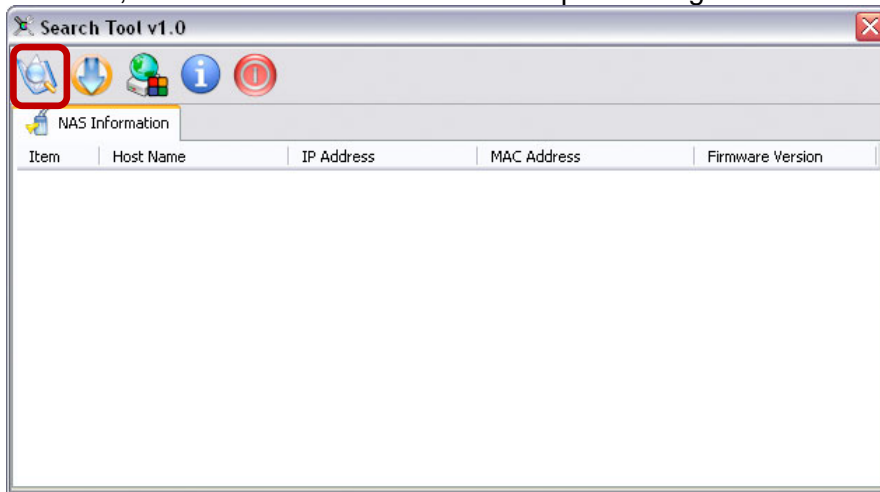 Search Tool v1.0
NAS Information
Item Host Name IP Address MAC Address Firmware Version